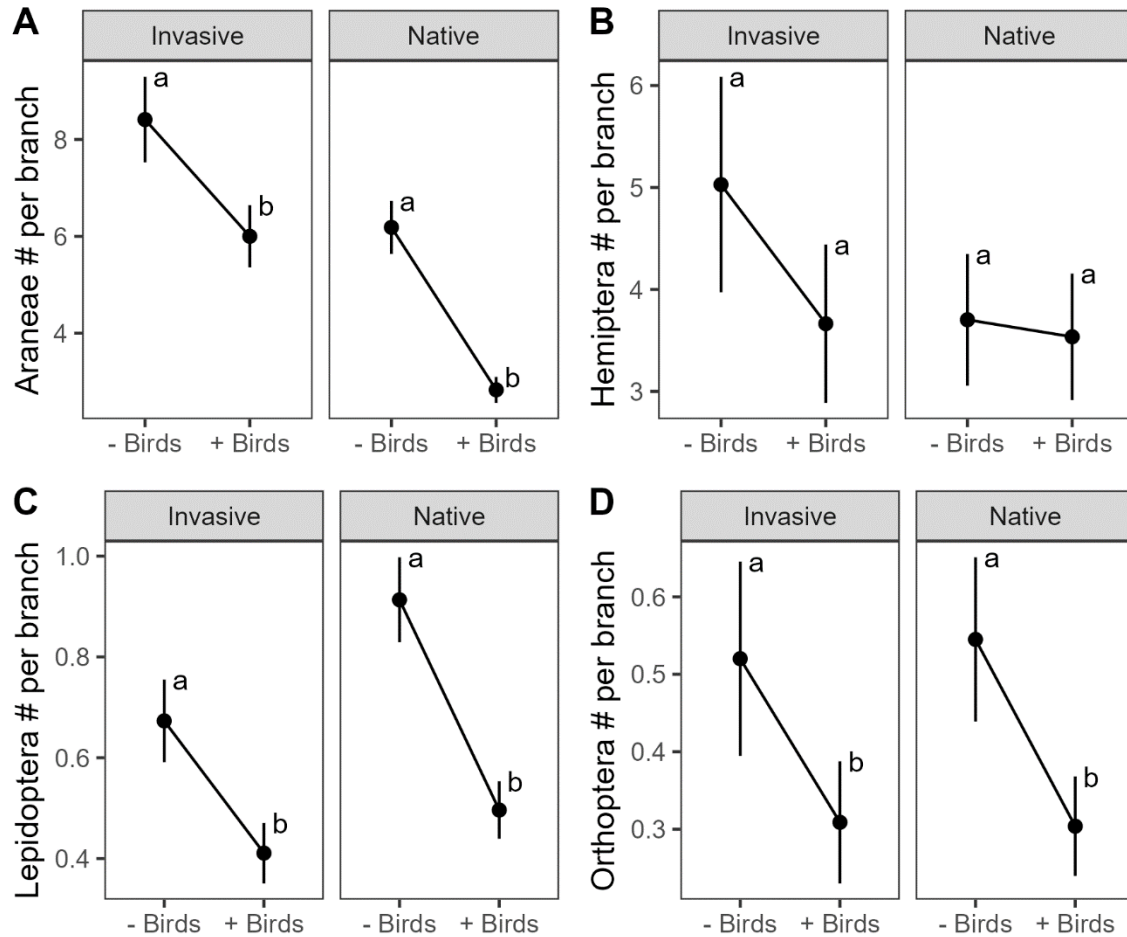 A
Invasive
Native
Araneae # per branch
8
6
4
a
b
a
b
- Birds
+ Birds
- Birds
+ Birds
B
Invasive
Native
Hemiptera # per branch
6
5
4
3
a
a
a
a
- Birds
+ Birds
- Birds
+ Birds
C
Invasive
Native
Lepidoptera # per branch
1.0
0.8
0.6
0.4
a
b
a
b
- Birds
+ Birds
- Birds
+ Birds
D
Invasive
Native
Orthoptera # per branch
0.6
0.5
0.4
0.3
a
b
a
b
- Birds
+ Birds
- Birds
+ Birds